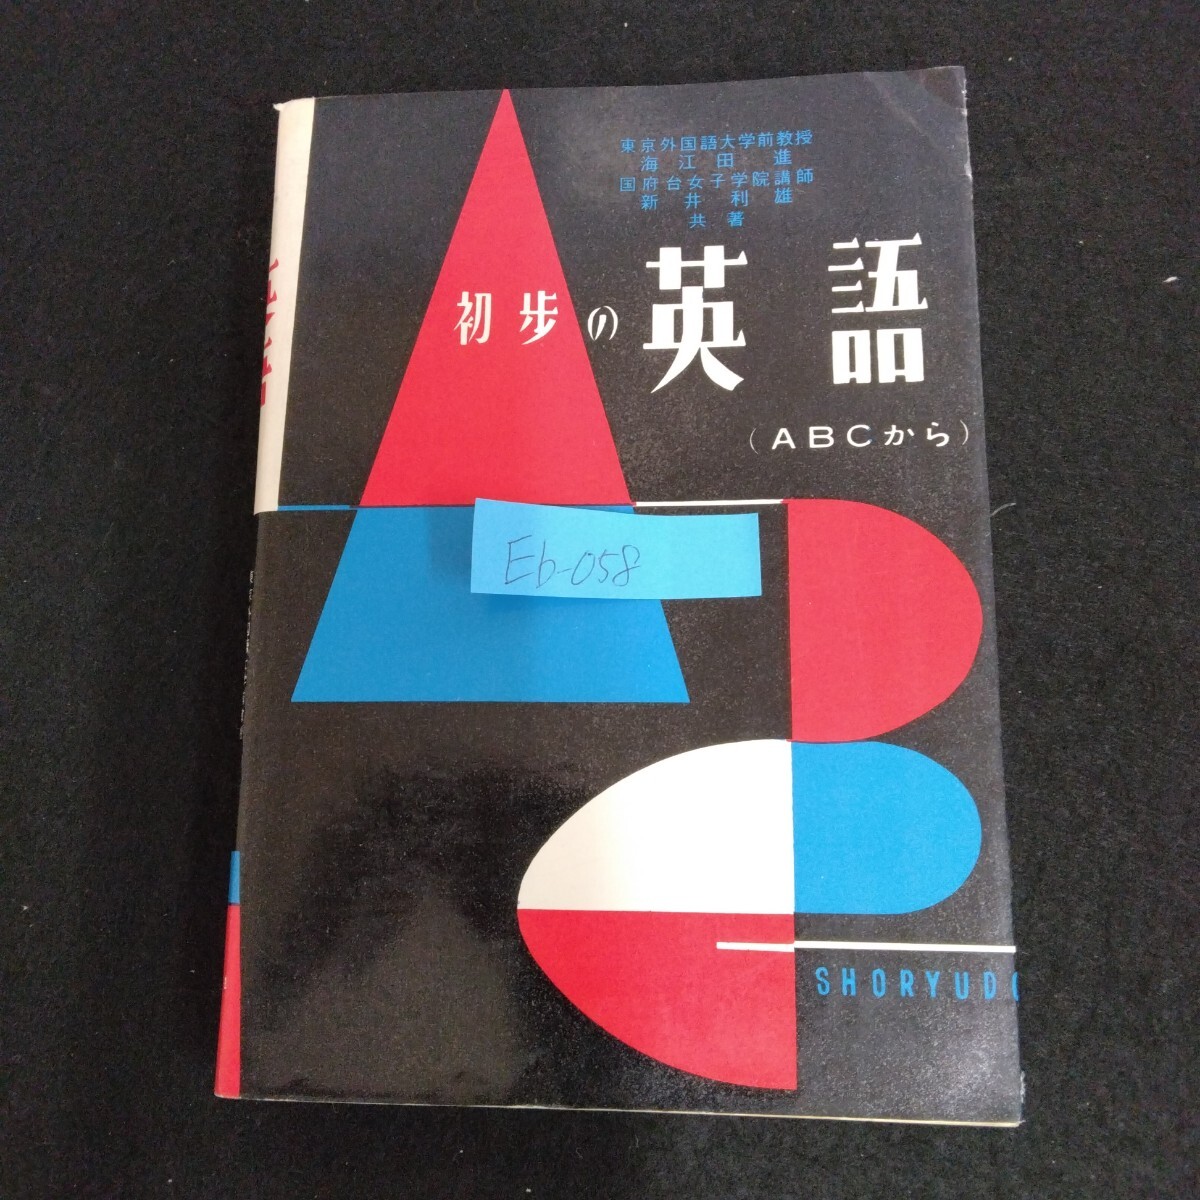 東京外国語大学前教授
海江田 進
国府台女子学院講師
新井利雄
共著
初歩の 英語
(ABCから)
Eb-058
SHORYUDO